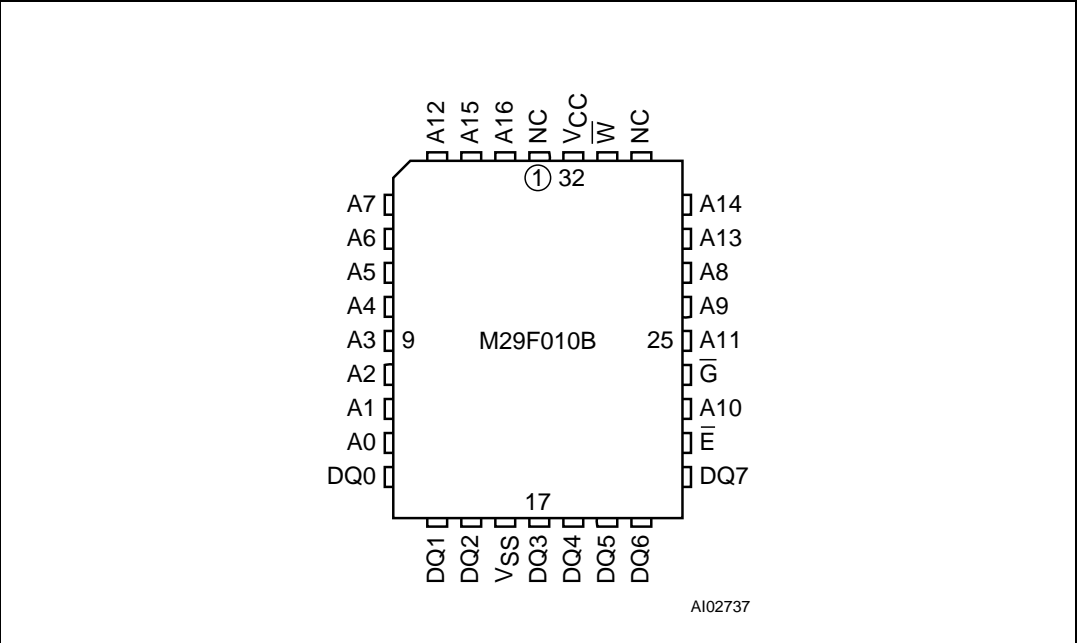 A12 A15 A16 NC VCC W̅ NC
1 32
A7 A14
A6 A13
A5 A8
A4 A9
A3 9 M29F010B 25 A11
A2 G̅
A1 A10
A0 E̅
DQ0 DQ7
17
DQ1 DQ2 VSS DQ3 DQ4 DQ5 DQ6
AI02737